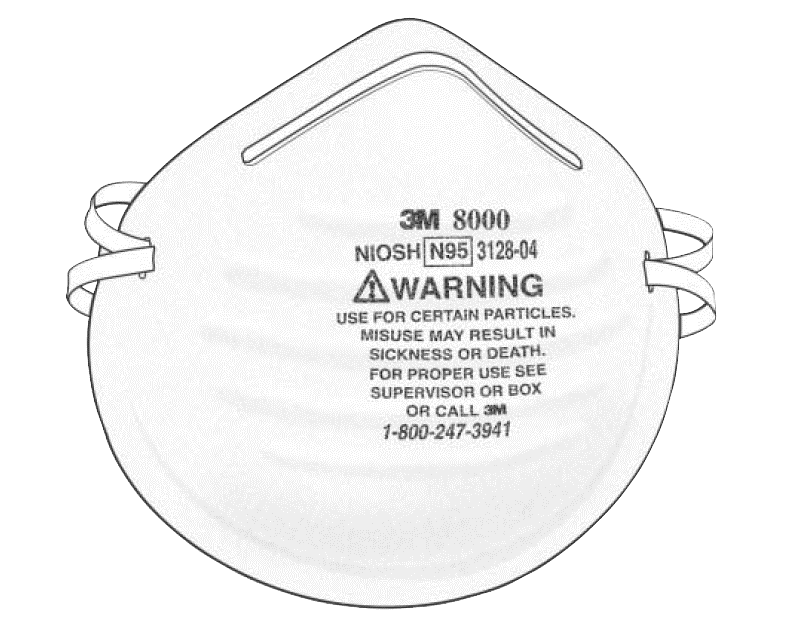 3M 8000
NIOSH N95 3128-04
⚠WARNING
USE FOR CERTAIN PARTICLES.
MISUSE MAY RESULT IN
SICKNESS OR DEATH.
FOR PROPER USE SEE
SUPERVISOR OR BOX
OR CALL 3M
1-800-247-3941